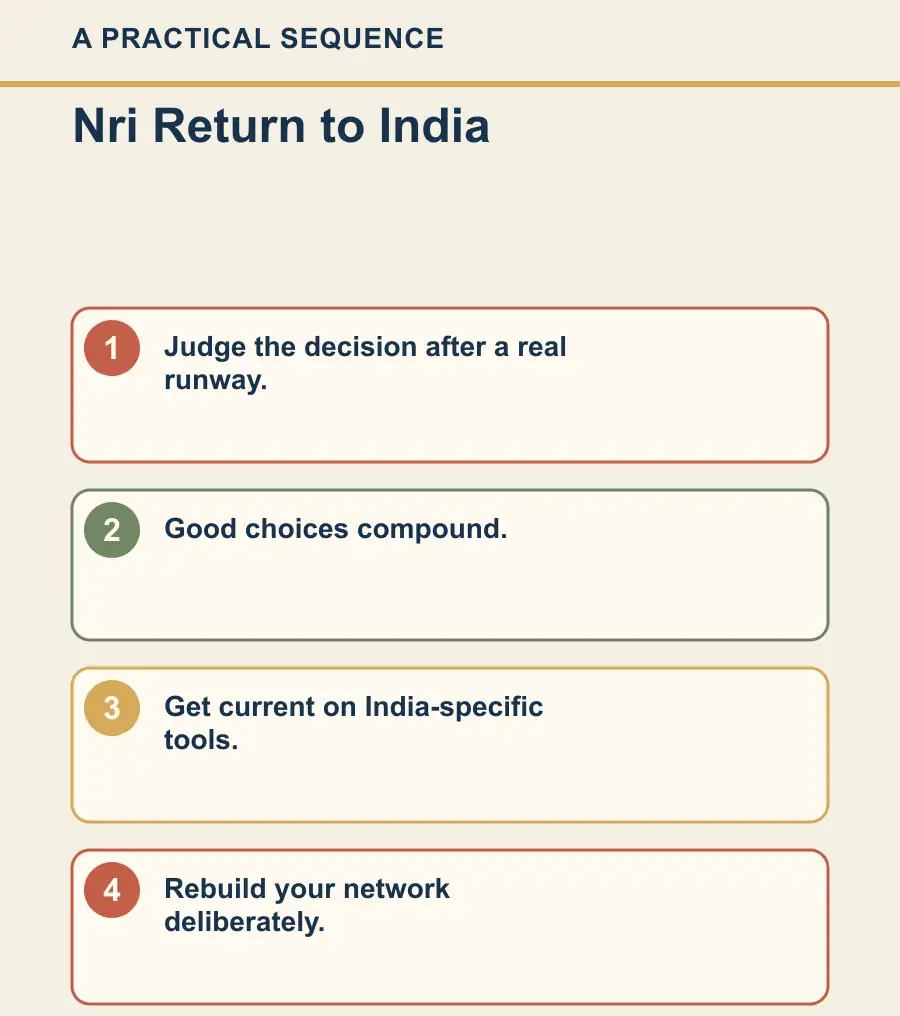 A PRACTICAL SEQUENCE
Nri Return to India
1
Judge the decision after a real
runway.
2
Good choices compound.
3
Get current on India-specific
tools.
4
Rebuild your network
deliberately.